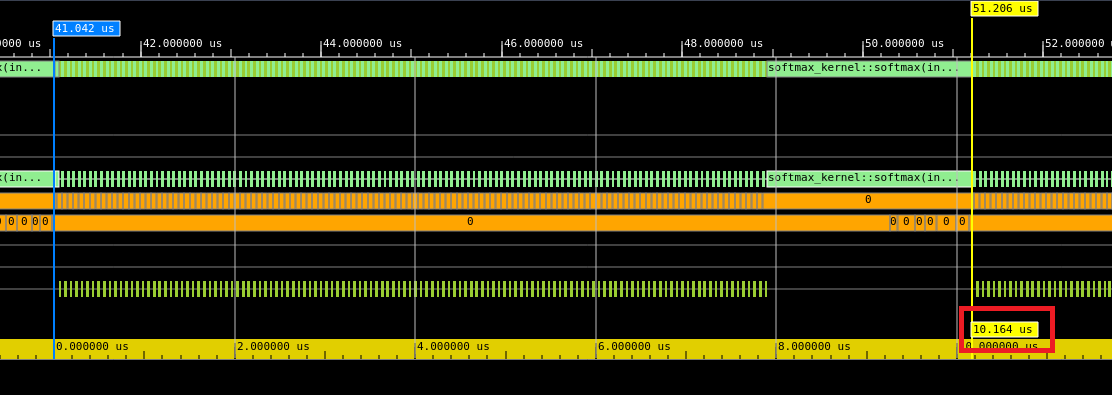 51.206 us
41.042 us
0000 us 42.000000 us 44.000000 us 46.000000 us 48.000000 us 50.000000 us 52.000000
x(in... softmax_kernel::softmax(in...
x(in... softmax_kernel::softmax(in...
0
0 0 0 0 0 0 0 0 0 0 0 0
10.164 us
0.000000 us 2.000000 us 4.000000 us 6.000000 us 8.000000 us 0.000000 us